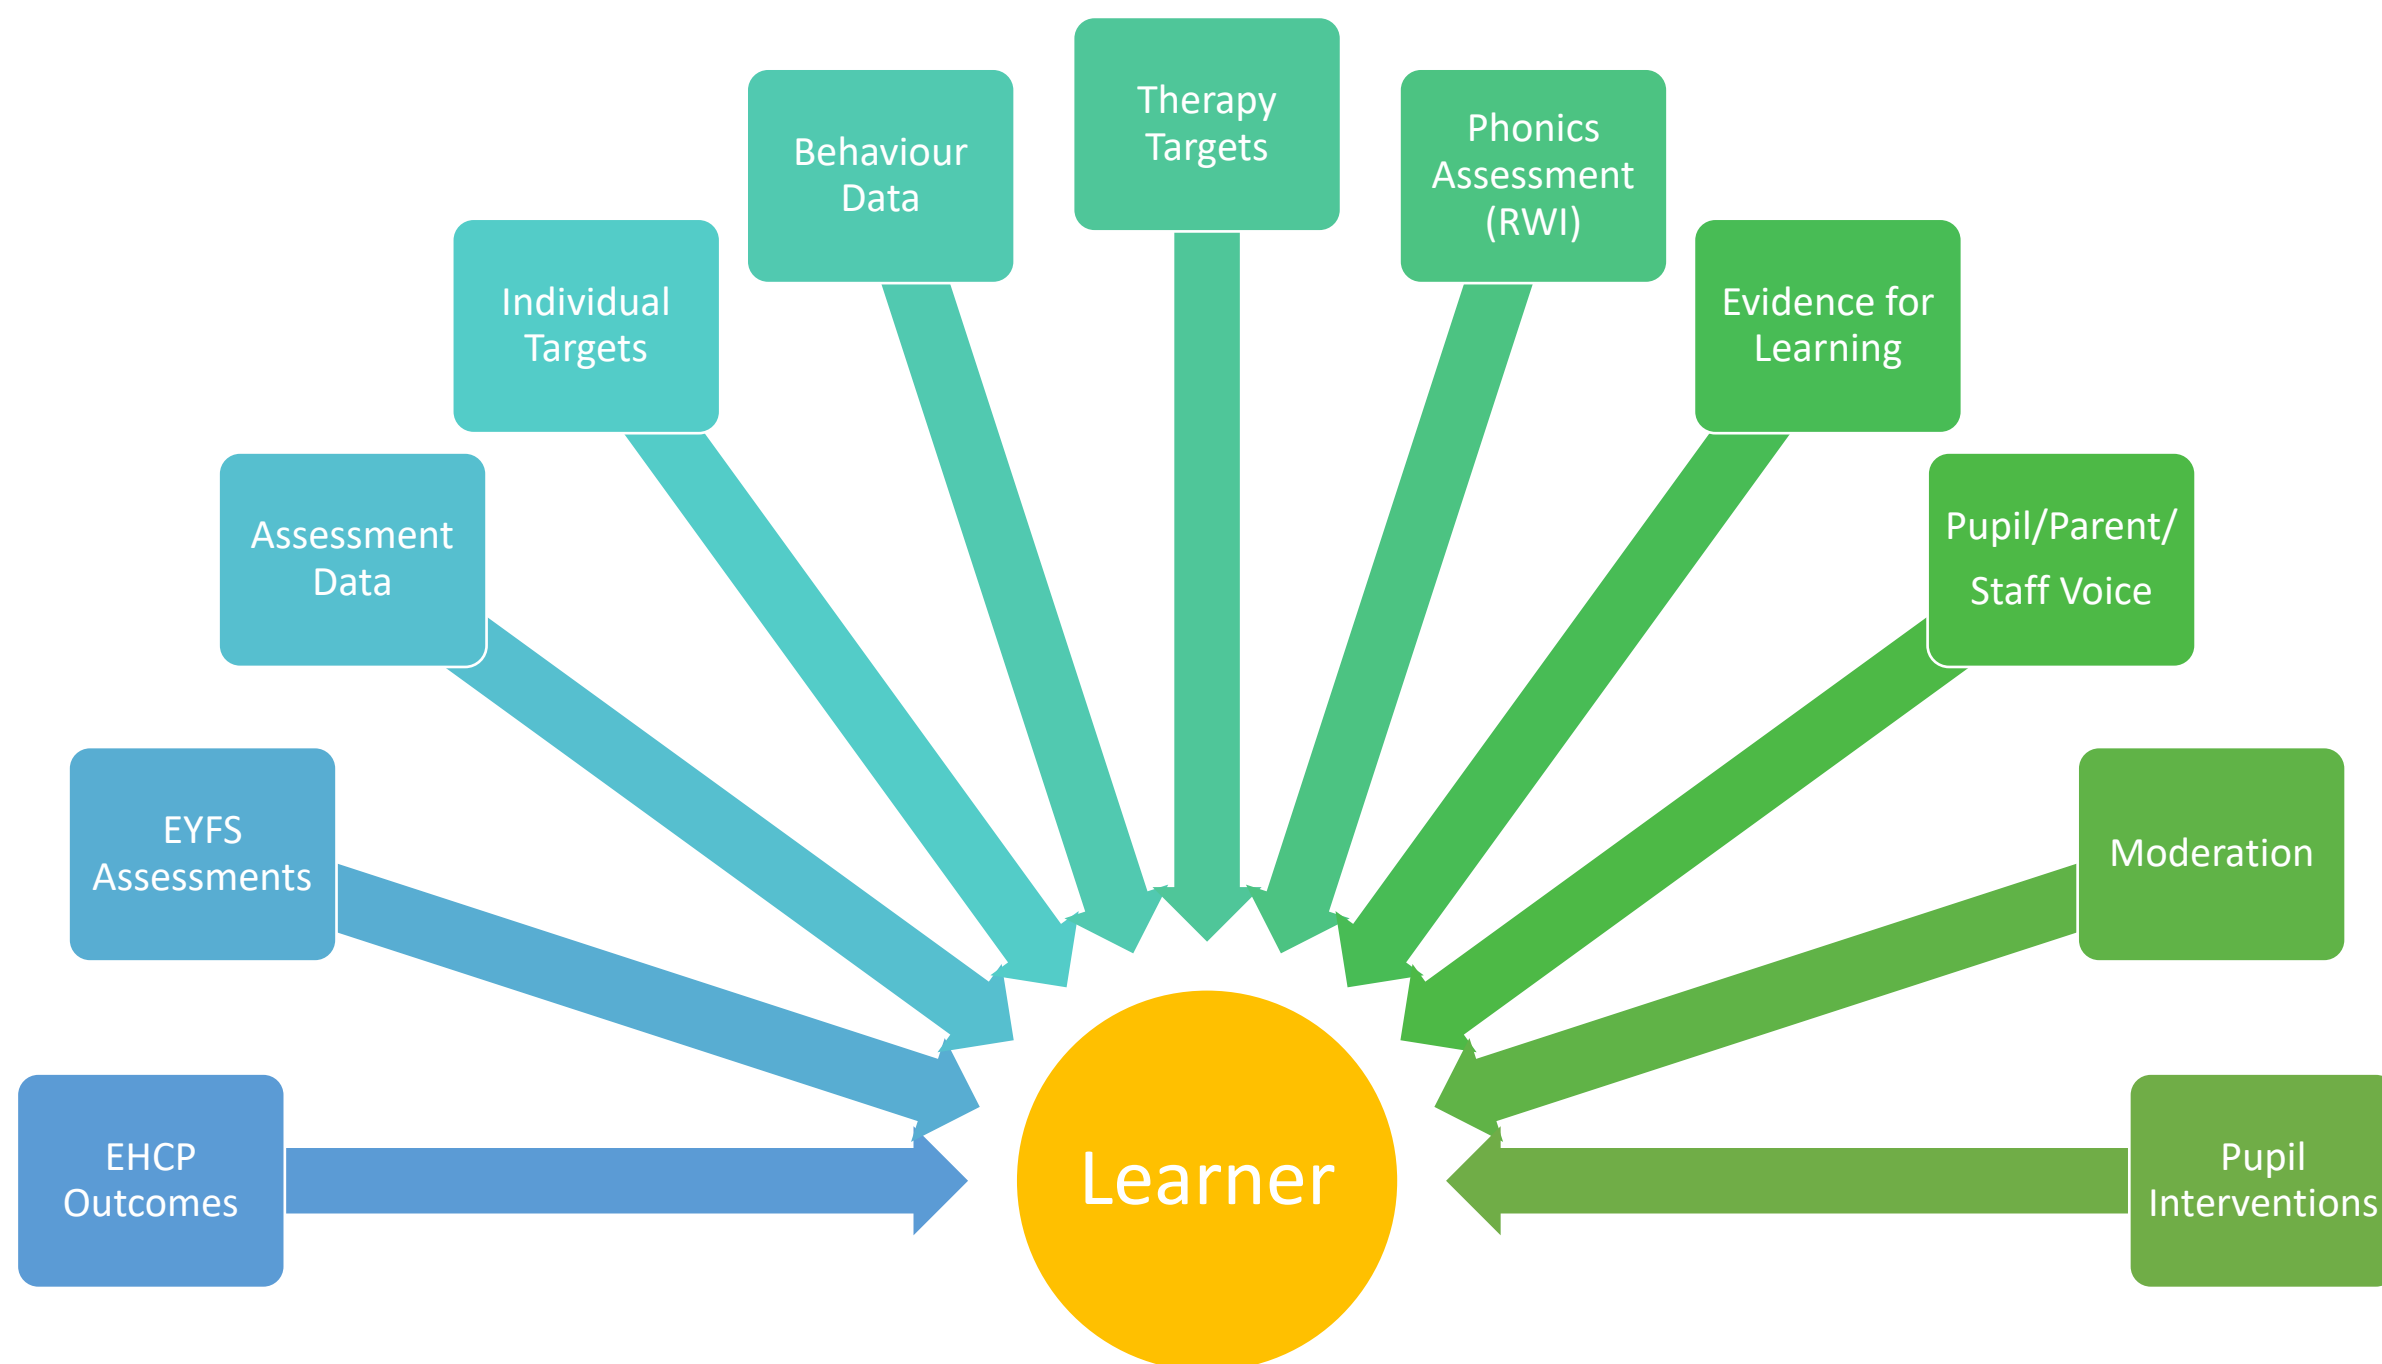 Therapy
Targets
Behaviour
Data
Phonics
Assessment
(RWI)
Individual
Targets
Evidence for
Learning
Assessment
Data
Pupil/Parent/
Staff Voice
EYFS
Assessments
Moderation
EHCP
Outcomes
Learner
Pupil
Interventions